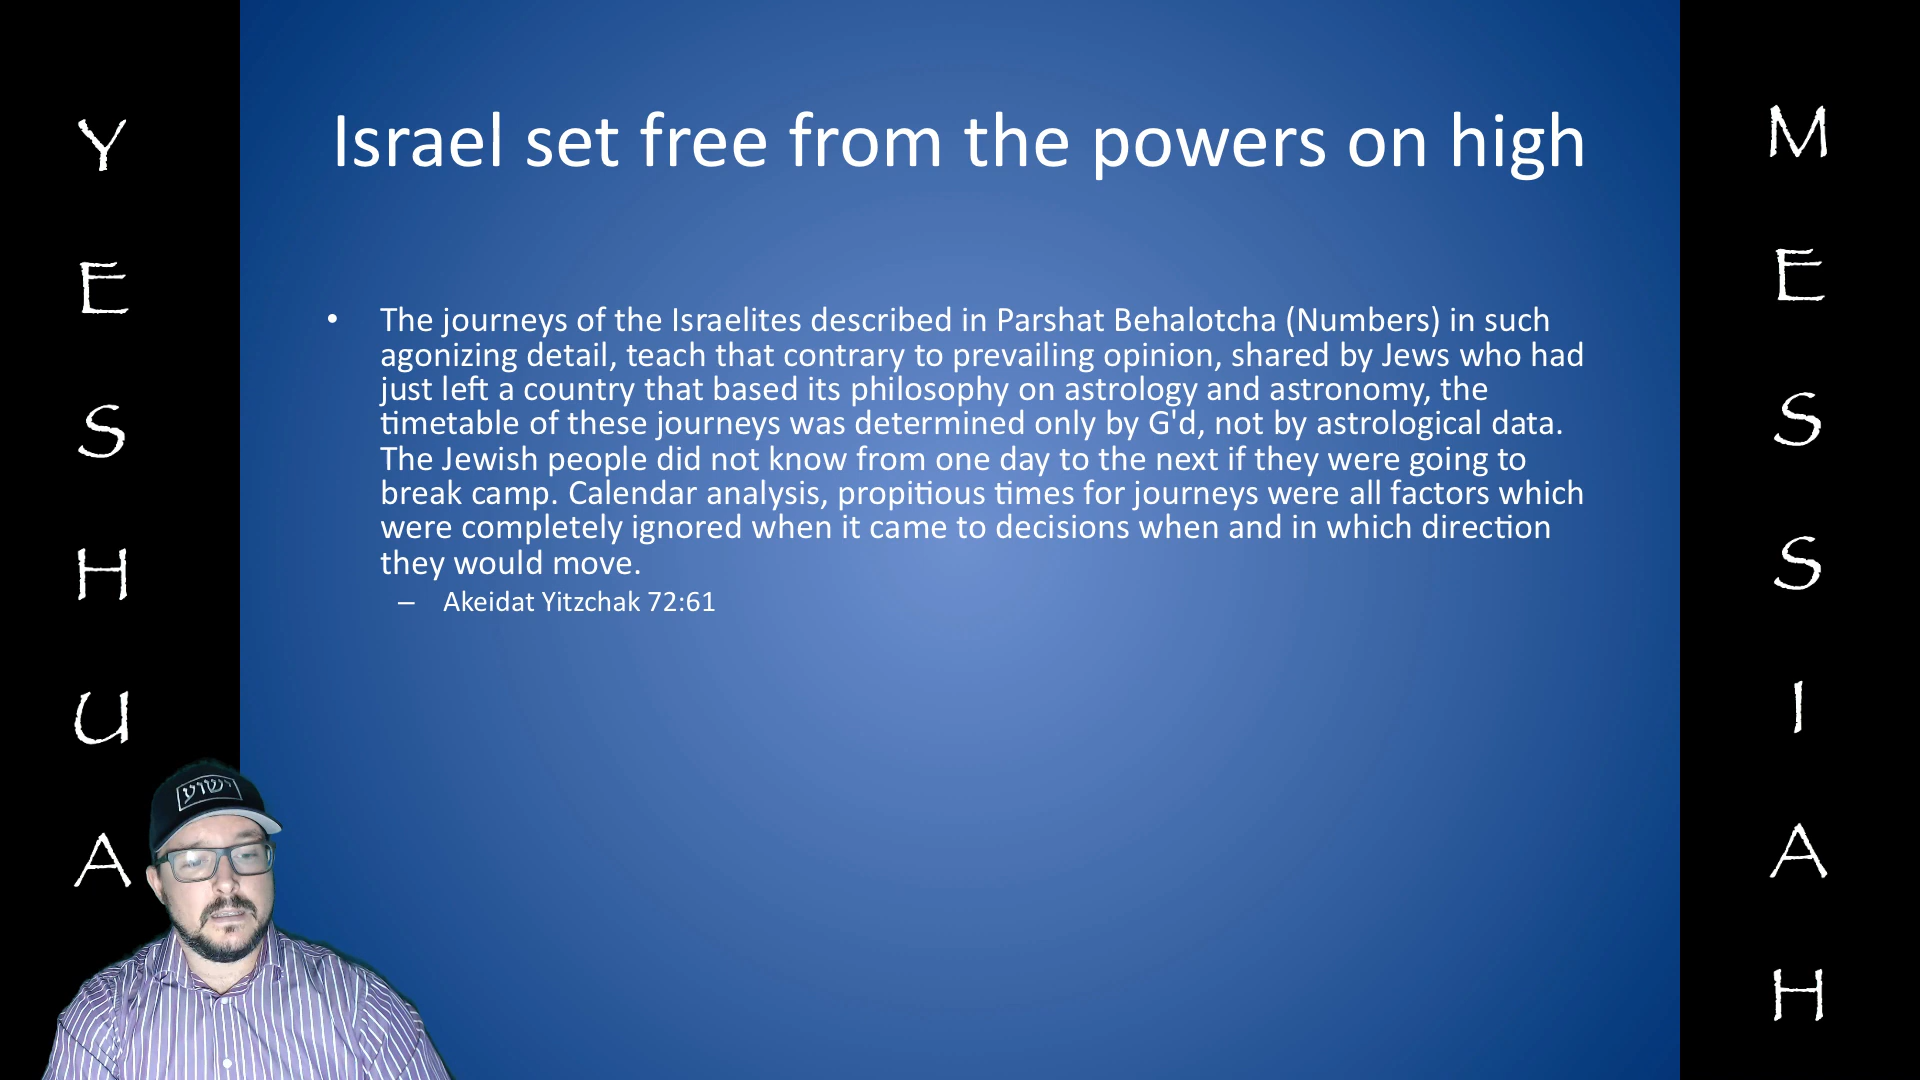 Y
E
S
H
U
A
Israel set free from the powers on high
• The journeys of the Israelites described in Parshat Behalotcha (Numbers) in such
agonizing detail, teach that contrary to prevailing opinion, shared by Jews who had
just left a country that based its philosophy on astrology and astronomy, the
timetable of these journeys was determined only by G'd, not by astrological data.
The Jewish people did not know from one day to the next if they were going to
break camp. Calendar analysis, propitious times for journeys were all factors which
were completely ignored when it came to decisions when and in which direction
they would move.
– Akeidat Yitzchak 72:61
ישוע
M
E
S
S
I
A
H